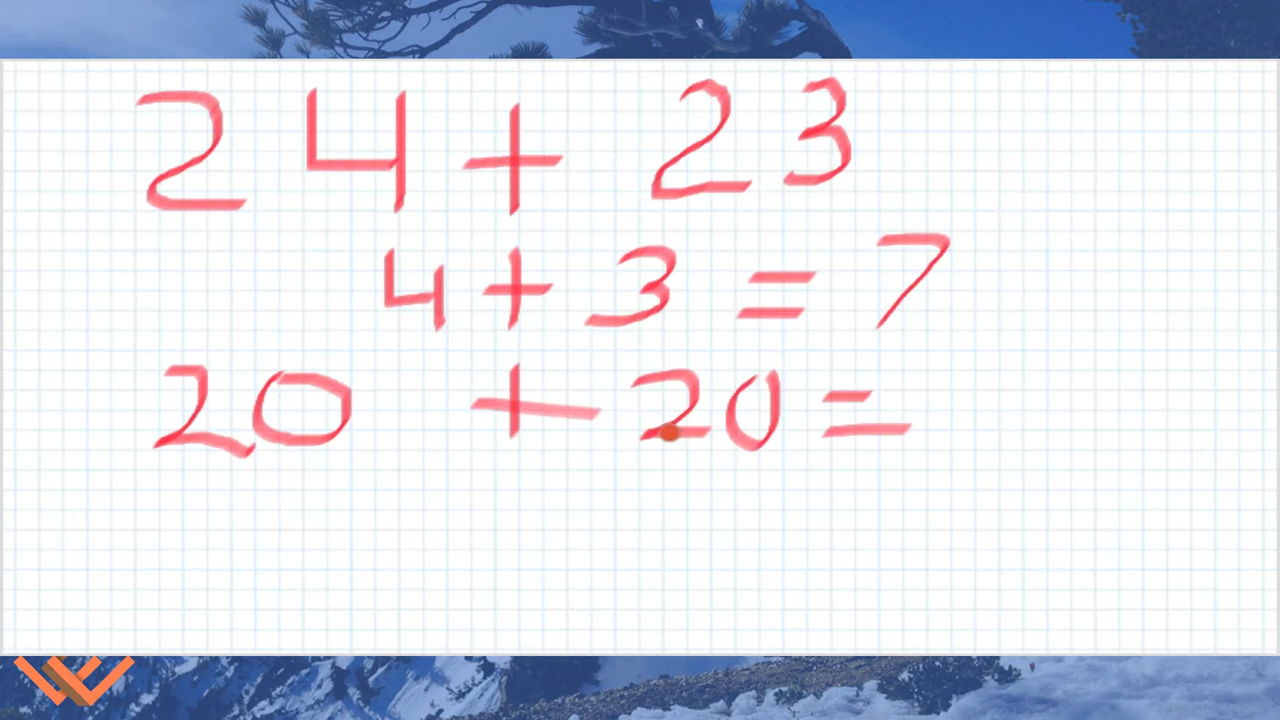 24 + 23
4 + 3 = 7
20 + 20 =